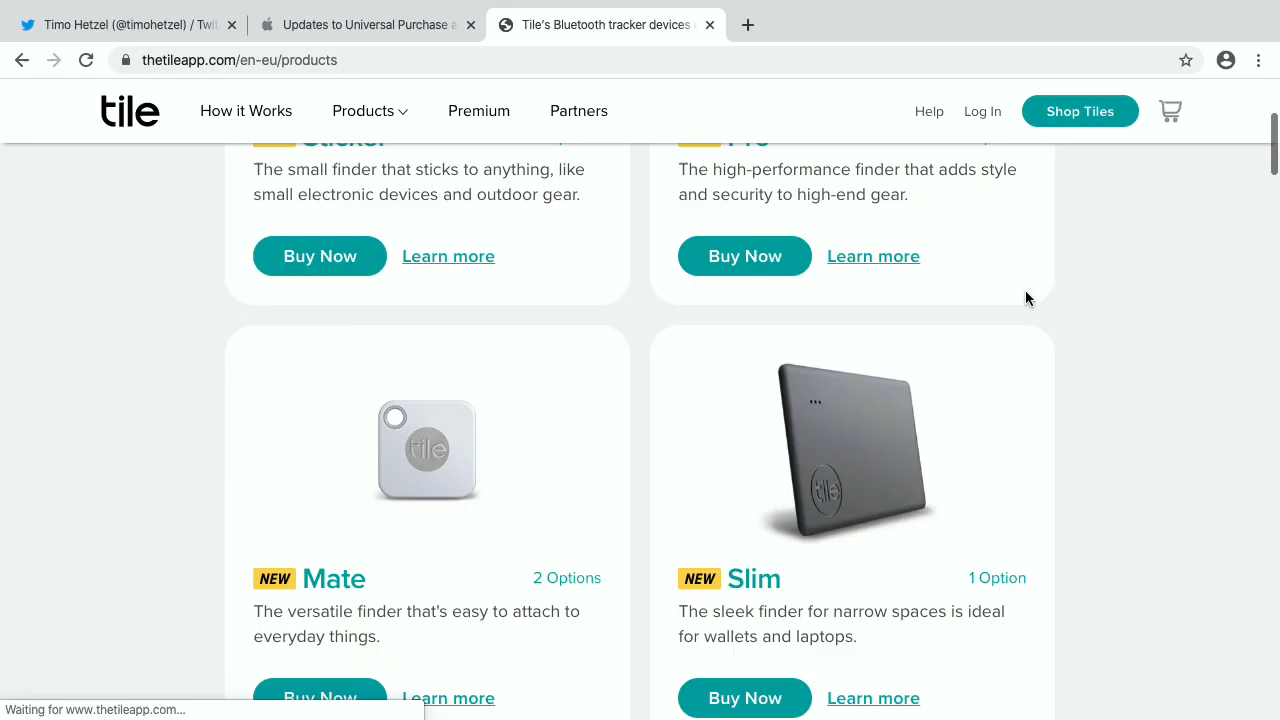 Timo Hetzel (@timohetzel) / Twit
Updates to Universal Purchase a
Tile's Bluetooth tracker devices
thetileapp.com/en-eu/products
tile
How it Works
Products
Premium
Partners
Help
Log In
Shop Tiles
Sticker
Pro
The small finder that sticks to anything, like
small electronic devices and outdoor gear.
The high-performance finder that adds style
and security to high-end gear.
Buy Now
Learn more
Buy Now
Learn more
tile
tile
NEW Mate
2 Options
The versatile finder that's easy to attach to
everyday things.
NEW Slim
1 Option
The sleek finder for narrow spaces is ideal
for wallets and laptops.
Buy Now
Learn more
Buy Now
Learn more
Waiting for www.thetileapp.com...